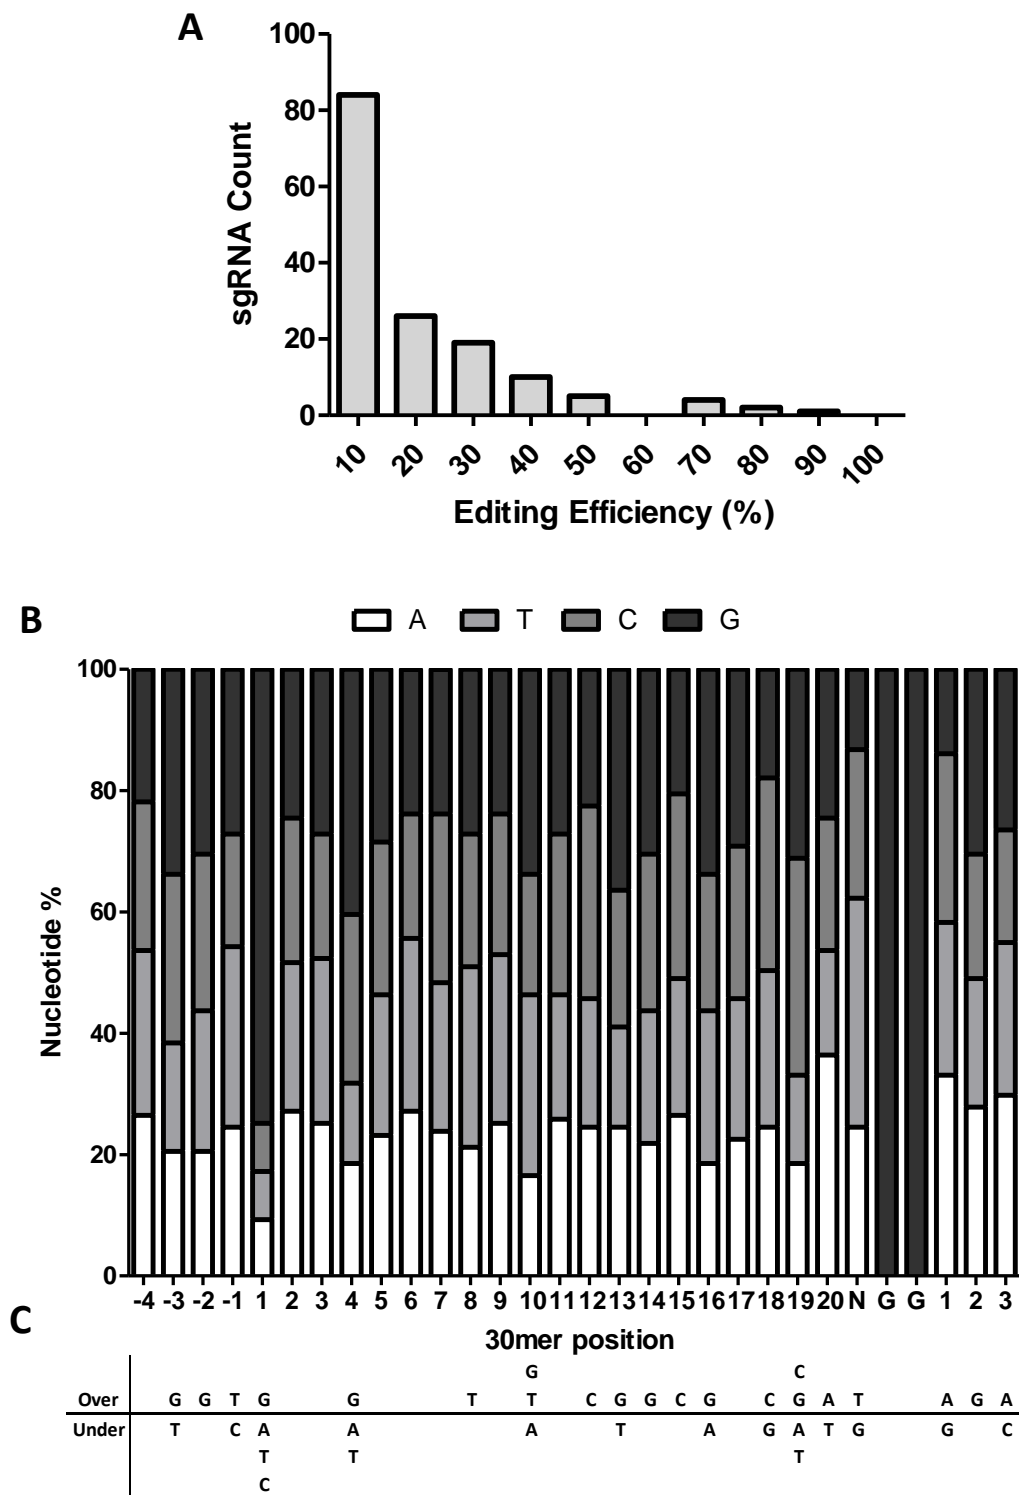 A
100
80
60
40
20
0
sgRNA Count
10 20 30 40 50 60 70 80 90 100
Editing Efficiency (%)
B
A T C G
100
80
60
40
20
0
Nucleotide %
-4 -3 -2 -1 1 2 3 4 5 6 7 8 9 10 11 12 13 14 15 16 17 18 19 20 N G G 1 2 3
C
30mer position
G C
Over G G T G G T T C G G C G C G A T A G A
Under T C A A A T A G A T G G C
T T T
C